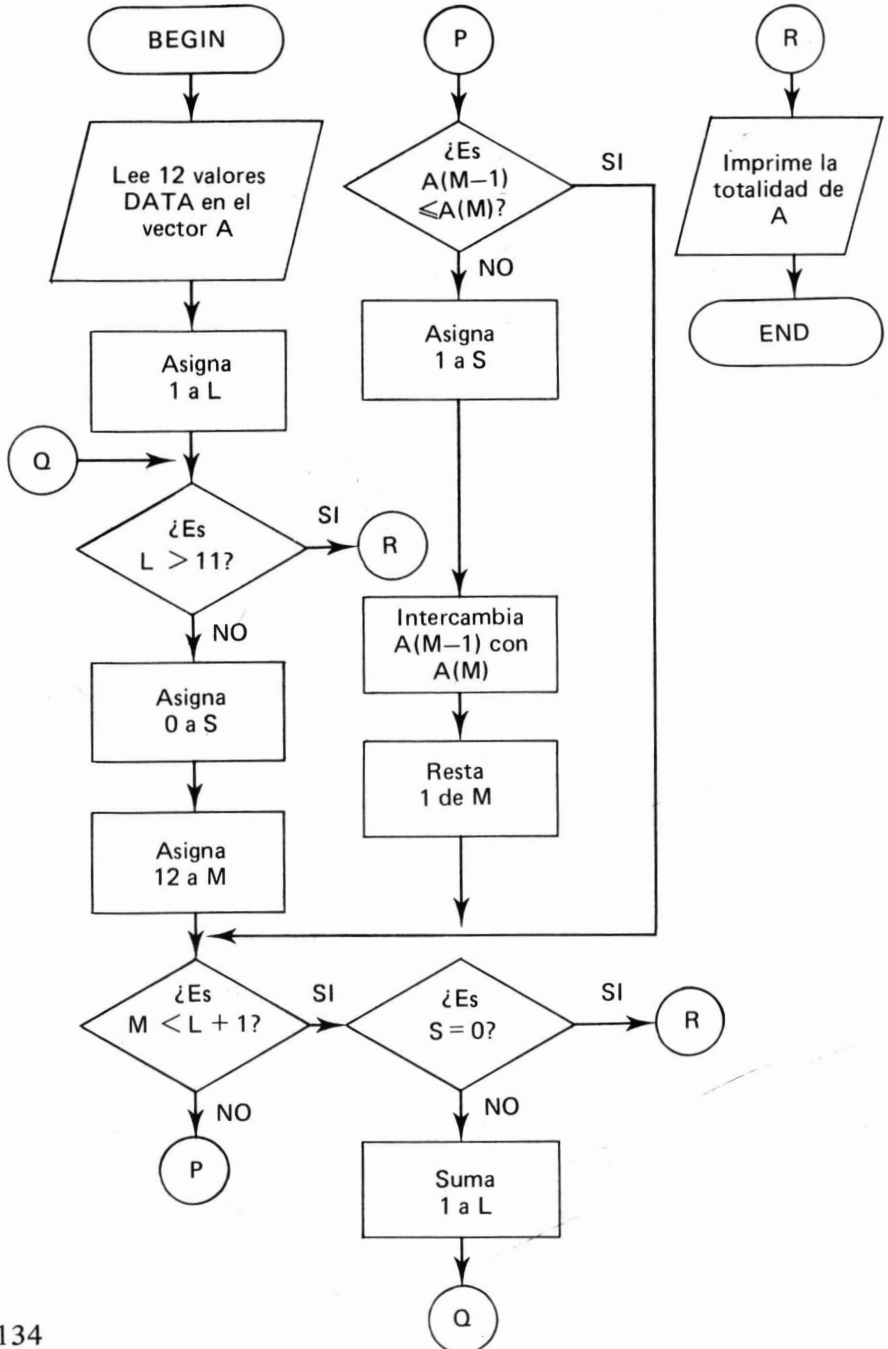 BEGIN
Lee 12 valores
DATA en el
vector A
Asigna
1 a L
Q
¿Es
L > 11?
SI
R
NO
Asigna
0 a S
Asigna
12 a M
¿Es
M < L + 1?
SI
NO
P
¿Es
S = 0?
SI
R
NO
Suma
1 a L
Q
P
¿Es
A(M–1)
⩽A(M)?
SI
NO
Asigna
1 a S
Intercambia
A(M–1) con
A(M)
Resta
1 de M
R
Imprime la
totalidad de
A
END
134